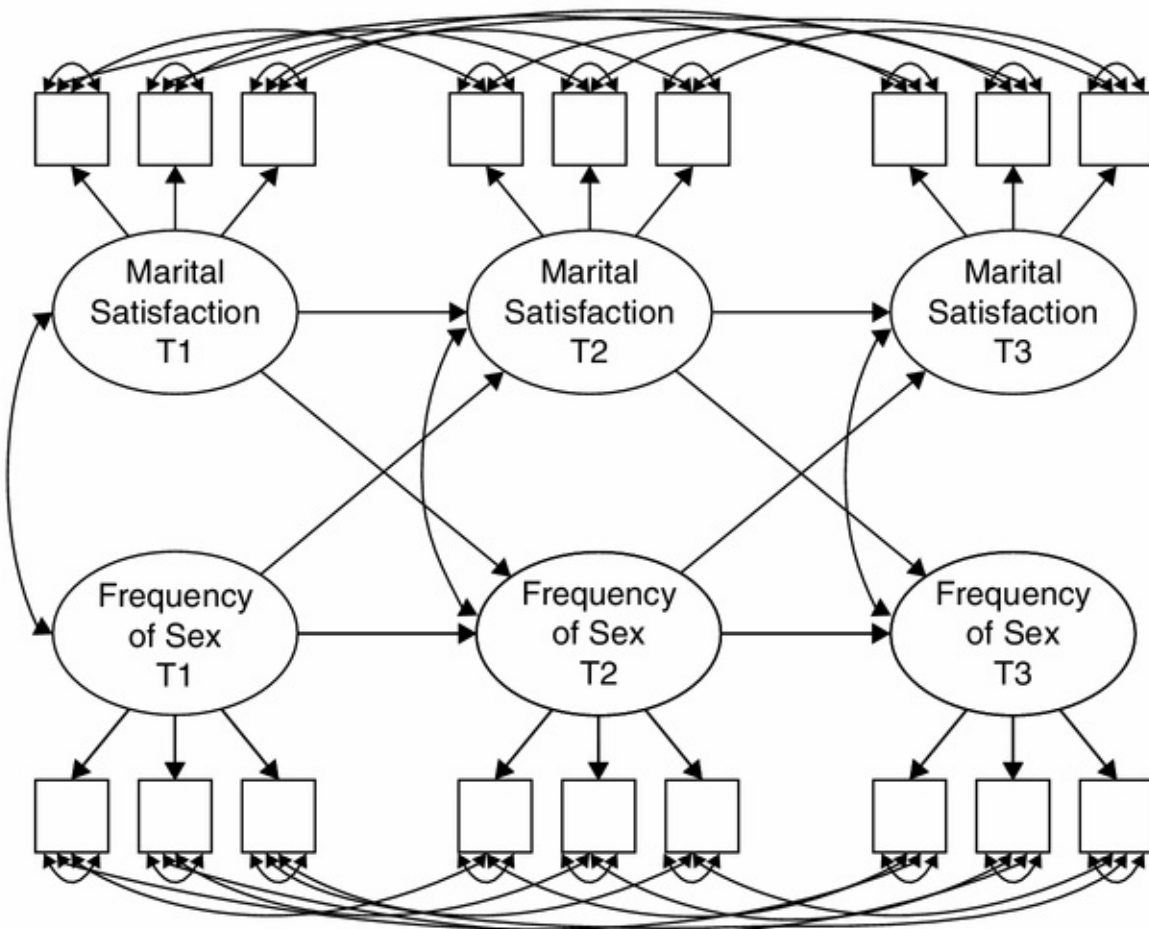 Marital
Satisfaction
T1
Marital
Satisfaction
T2
Marital
Satisfaction
T3
Frequency
of Sex
T1
Frequency
of Sex
T2
Frequency
of Sex
T3